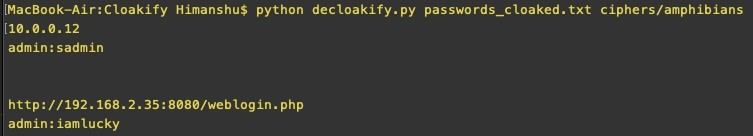 MacBook-Air:Cloakify Himanshu$ python decloakify.py passwords_cloaked.txt ciphers/amphibians
10.0.0.12
admin:sadmin
http://192.168.2.35:8080/weblogin.php
admin:iamlucky